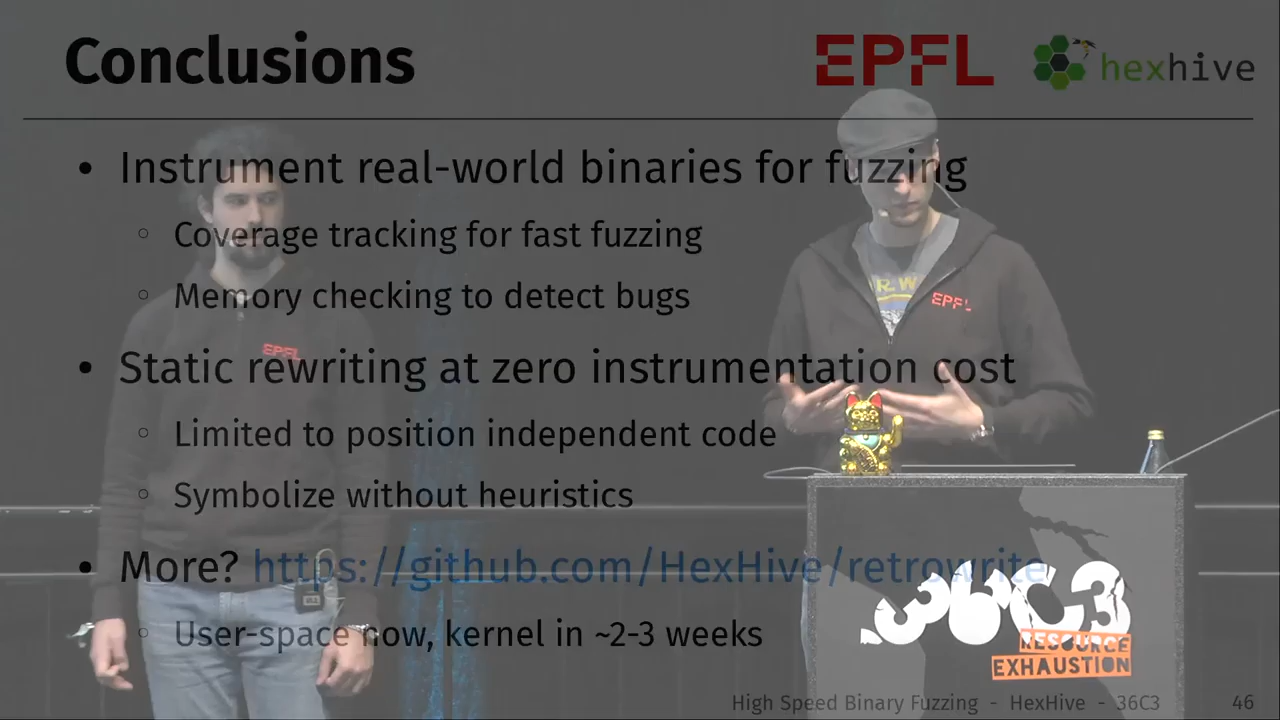 Conclusions
EPFL
hexhive
• Instrument real-world binaries for fuzzing
◦ Coverage tracking for fast fuzzing
◦ Memory checking to detect bugs
R W
EPFL
EPFL
• Static rewriting at zero instrumentation cost
◦ Limited to position independent code
◦ Symbolize without heuristics
• More? https://github.com/HexHive/retrowrite
◦ User-space now, kernel in ~2-3 weeks
36C3
RESOURCE
EXHAUSTION
High Speed Binary Fuzzing - HexHive - 36C3
46